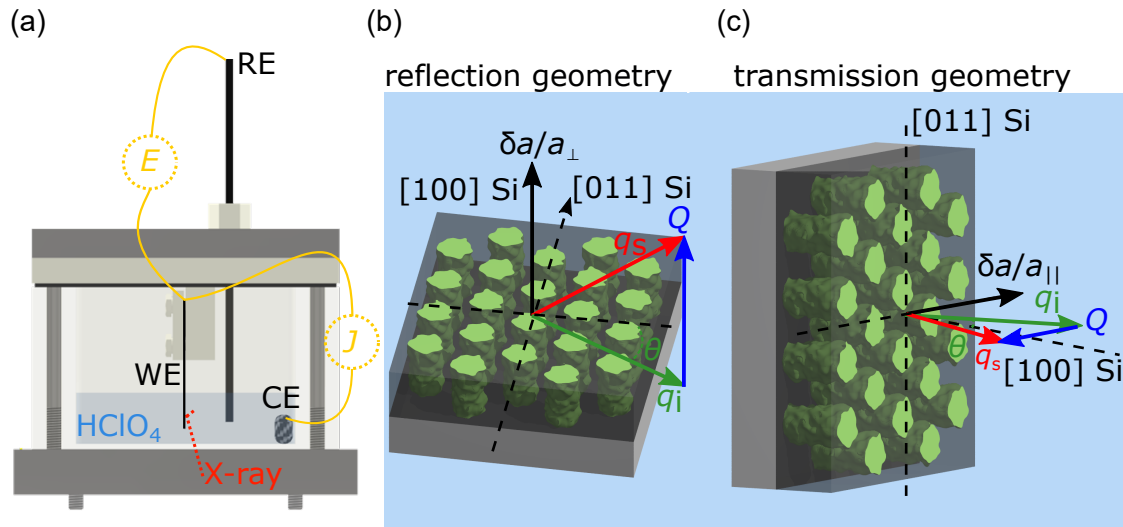 (a)
RE
E
J
WE
CE
HClO₄
X-ray
(b)
reflection geometry
δa/a⊥
[100] Si
[011] Si
Q
qs
θ
qi
(c)
transmission geometry
[011] Si
δa/a||
qi
Q
θ
qs
[100] Si